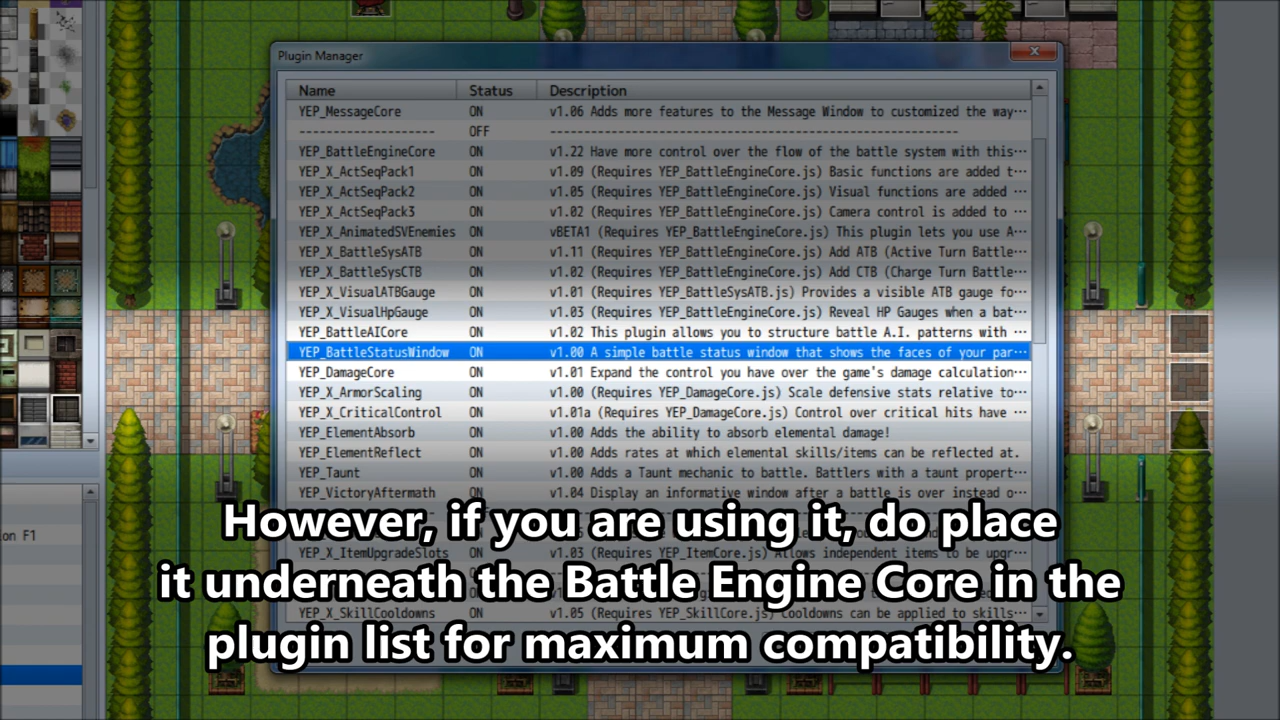 Plugin Manager
Name Status Description
YEP_MessageCore ON v1.06 Adds more features to the Message Window to customized the way…
-------------------- OFF ------------------------------------------------------------
YEP_BattleEngineCore ON v1.22 Have more control over the flow of the battle system with this…
YEP_X_ActSeqPack1 ON v1.09 (Requires YEP_BattleEngineCore.js) Basic functions are added t…
YEP_X_ActSeqPack2 ON v1.05 (Requires YEP_BattleEngineCore.js) Visual functions are added …
YEP_X_ActSeqPack3 ON v1.02 (Requires YEP_BattleEngineCore.js) Camera control is added to …
YEP_X_AnimatedSVEnemies ON vBETA1 (Requires YEP_BattleEngineCore.js) This plugin lets you use A…
YEP_X_BattleSysATB ON v1.11 (Requires YEP_BattleEngineCore.js) Add ATB (Active Turn Battle…
YEP_X_BattleSysCTB ON v1.02 (Requires YEP_BattleEngineCore.js) Add CTB (Charge Turn Battle…
YEP_X_VisualATBGauge ON v1.01 (Requires YEP_BattleSysATB.js) Provides a visible ATB gauge fo…
YEP_X_VisualHpGauge ON v1.03 (Requires YEP_BattleEngineCore.js) Reveal HP Gauges when a bat…
YEP_BattleAICore ON v1.02 This plugin allows you to structure battle A.I. patterns with …
YEP_BattleStatusWindow ON v1.00 A simple battle status window that shows the faces of your par…
YEP_DamageCore ON v1.01 Expand the control you have over the game's damage calculation…
YEP_X_ArmorScaling ON v1.00 (Requires YEP_DamageCore.js) Scale defensive stats relative to…
YEP_X_CriticalControl ON v1.01a (Requires YEP_DamageCore.js) Control over critical hits have …
YEP_ElementAbsorb ON v1.00 Adds the ability to absorb elemental damage!
YEP_ElementReflect ON v1.00 Adds rates at which elemental skills/items can be reflected at.
YEP_Taunt ON v1.00 Adds a Taunt mechanic to battle. Battlers with a taunt propert…
YEP_VictoryAftermath ON v1.04 Display an informative window after a battle is over instead o…
However, if you are using it, do place
on F1
YEP_X_ItemUpgradeSlots ON v1.03 (Requires YEP_ItemCore.js) Allows independent items to be upgr…
it underneath the Battle Engine Core in the
YEP_X_SkillCooldowns ON v1.05 (Requires YEP_SkillCore.js) Cooldowns can be applied to skills…
plugin list for maximum compatibility.